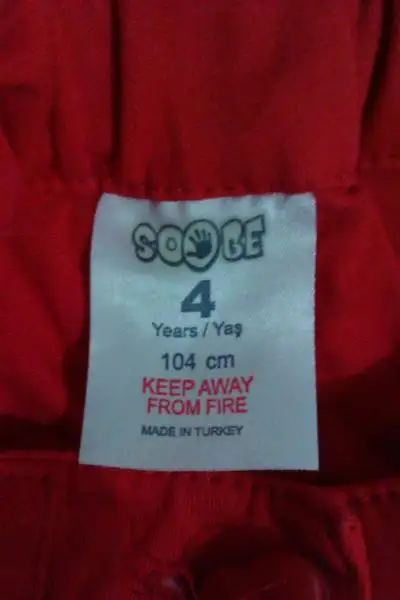 SOOBE
4
Years / Yaş
104 cm
KEEP AWAY
FROM FIRE
MADE IN TURKEY